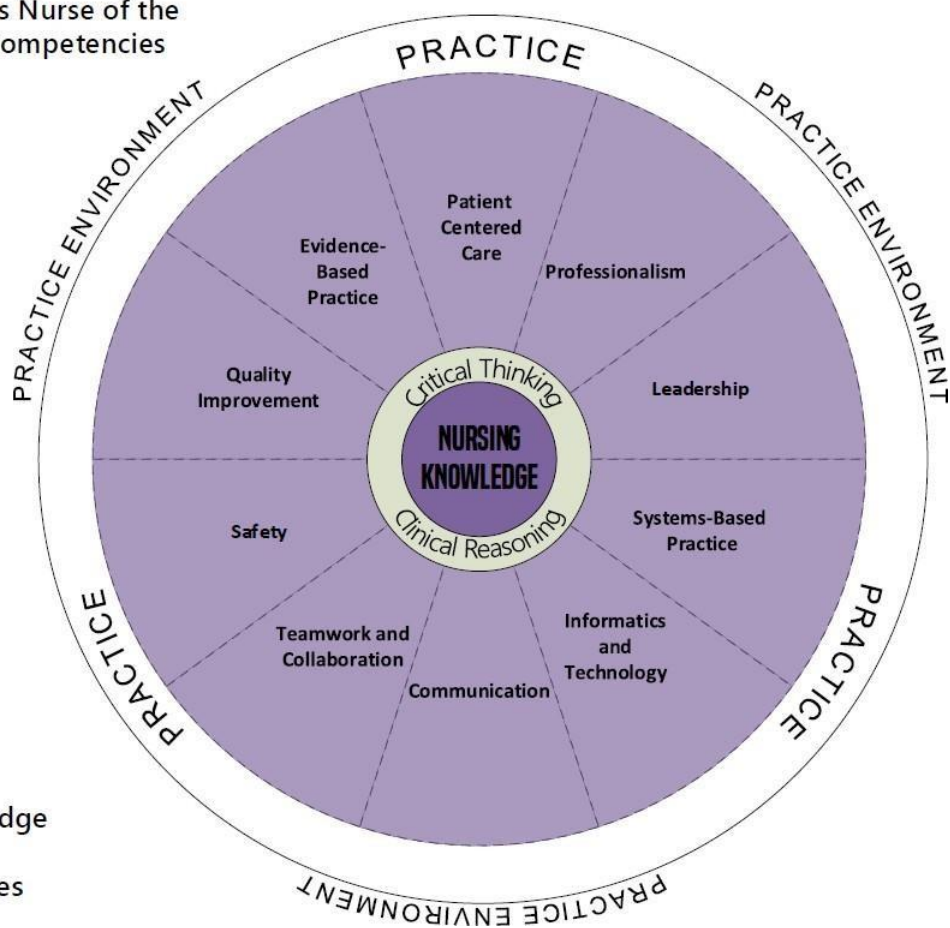 s Nurse of the
ompetencies
PRACTICE
PRACTICE ENVIRONMENT
PRACTICE ENVIRONMENT
Patient
Centered
Care
Evidence-
Based
Practice
Professionalism
Quality
Improvement
Leadership
Critical Thinking
NURSING
KNOWLEDGE
Clinical Reasoning
Safety
Systems-Based
Practice
Teamwork and
Collaboration
Informatics
and
Technology
Communication
PRACTICE
PRACTICE
dge
es
PRACTICE ENVIRONMENT